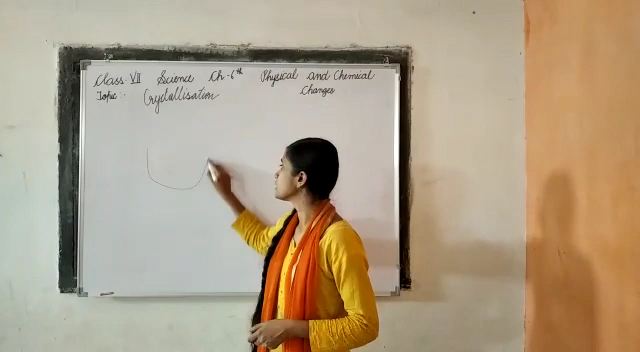 Class VII Science Ch-6th Physical and Chemical Changes
Topic :- Crystallisation